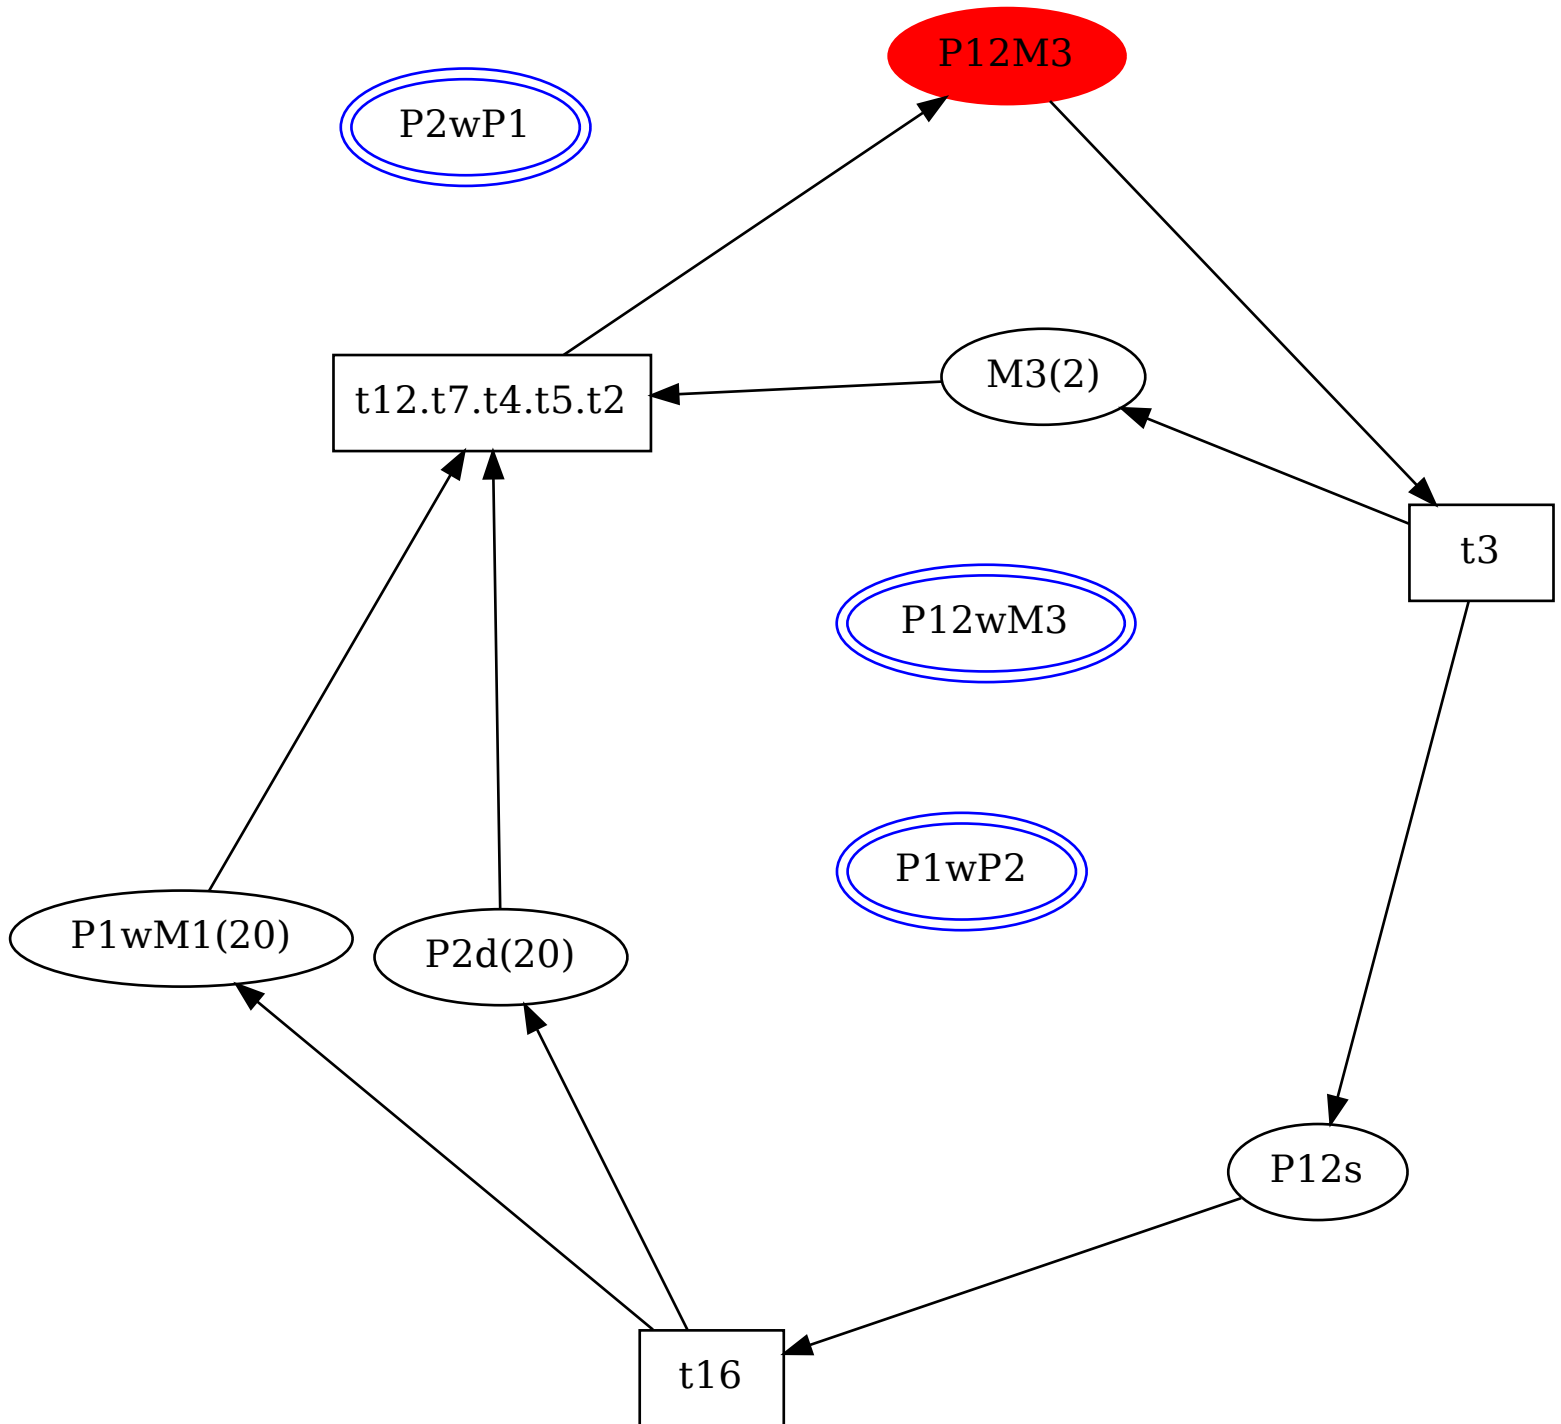 P12M3
P2wP1
M3(2)
t12.t7.t4.t5.t2
t3
P12wM3
P1wP2
P1wM1(20)
P2d(20)
P12s
t16